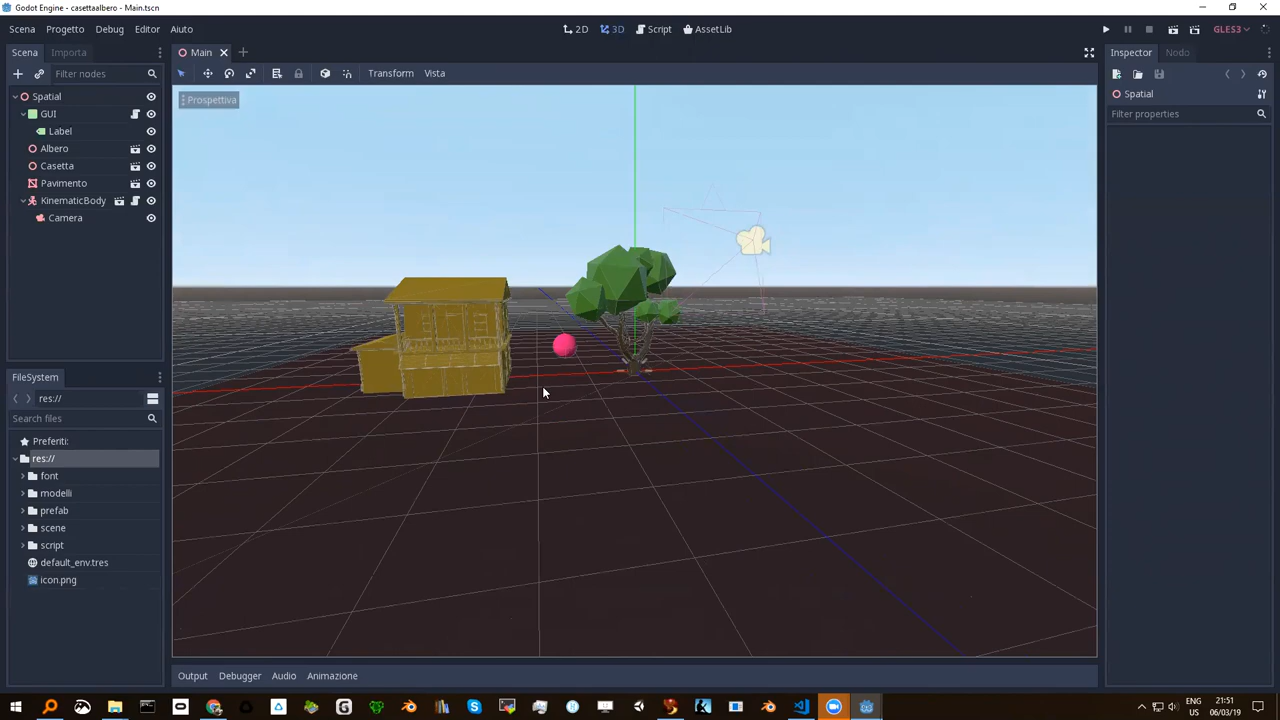 Godot Engine - casettaalbero - Main.tscn
Scena Progetto Debug Editor Aiuto
2D 3D Script AssetLib
GLES3
Scena Importa
Main
Inspector Nodo
Filter nodes
Transform Vista
Spatial
Prospettiva
Spatial
GUI
Filter properties
Label
Albero
Casetta
Pavimento
KinematicBody
Camera
FileSystem
res://
Search files
Preferiti:
res://
font
modelli
prefab
scene
script
default_env.tres
icon.png
Output Debugger Audio Animazione
ENG 21:51
US 06/03/19